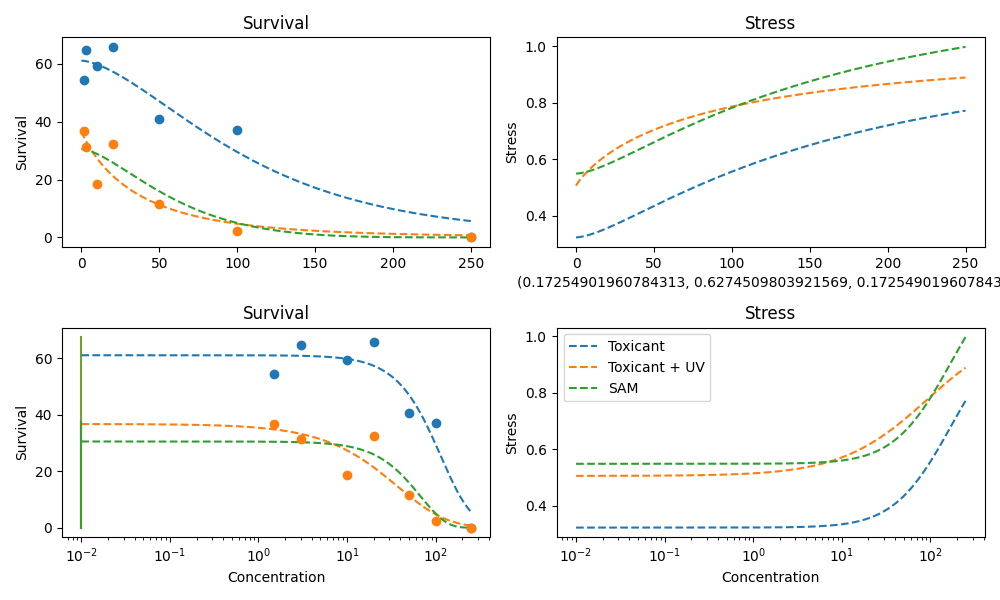 Survival
Stress
Survival
60
40
20
0
0 50 100 150 200 250
Stress
1.0
0.8
0.6
0.4
0 50 100 150 200 250
(0.17254901960784313, 0.6274509803921569, 0.1725490196078431
Survival
Stress
Survival
60
40
20
0
10⁻² 10⁻¹ 10⁰ 10¹ 10²
Concentration
Stress
1.0
0.8
0.6
0.4
Toxicant
Toxicant + UV
SAM
10⁻² 10⁻¹ 10⁰ 10¹ 10²
Concentration